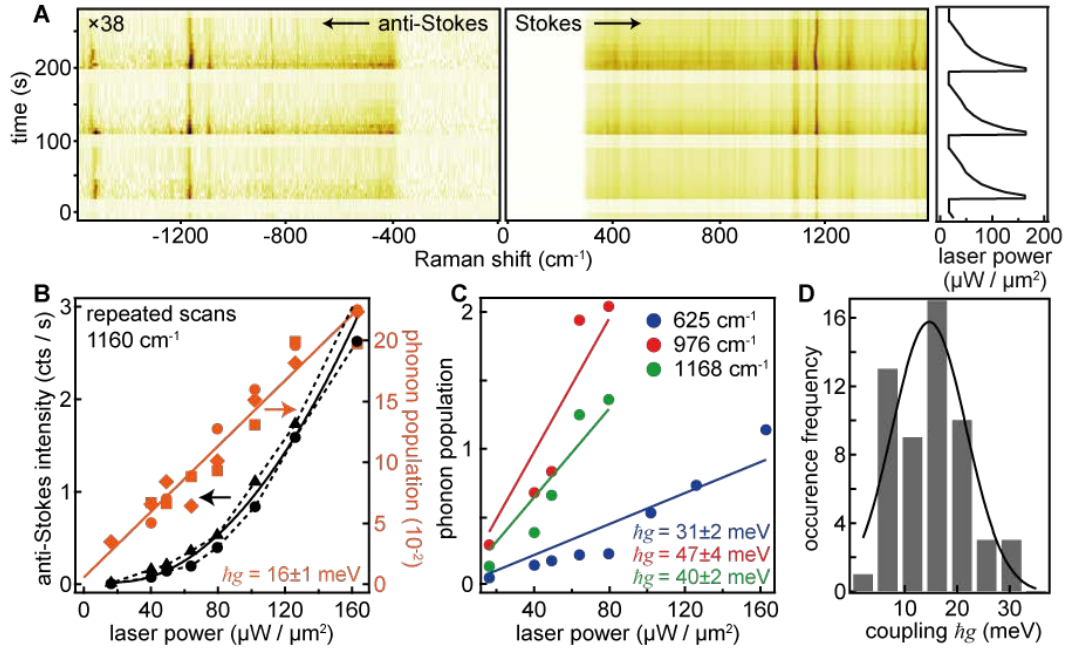 A
×38
anti-Stokes
Stokes
time (s)
200
100
0
-1200
-800
-400
400
800
1200
Raman shift (cm⁻¹)
0
100
200
laser power
(μW / μm²)
B
repeated scans
1160 cm⁻¹
anti-Stokes intensity (cts / s)
3
2
1
0
phonon population (10⁻²)
20
15
10
5
0
ħg = 16±1 meV
0
40
80
120
160
laser power (μW / μm²)
C
phonon population
2
1
0
625 cm⁻¹
976 cm⁻¹
1168 cm⁻¹
ħg = 31±2 meV
ħg = 47±4 meV
ħg = 40±2 meV
0
40
80
120
160
laser power (μW / μm²)
D
occurence frequency
16
12
8
4
0
10
20
30
coupling ħg (meV)